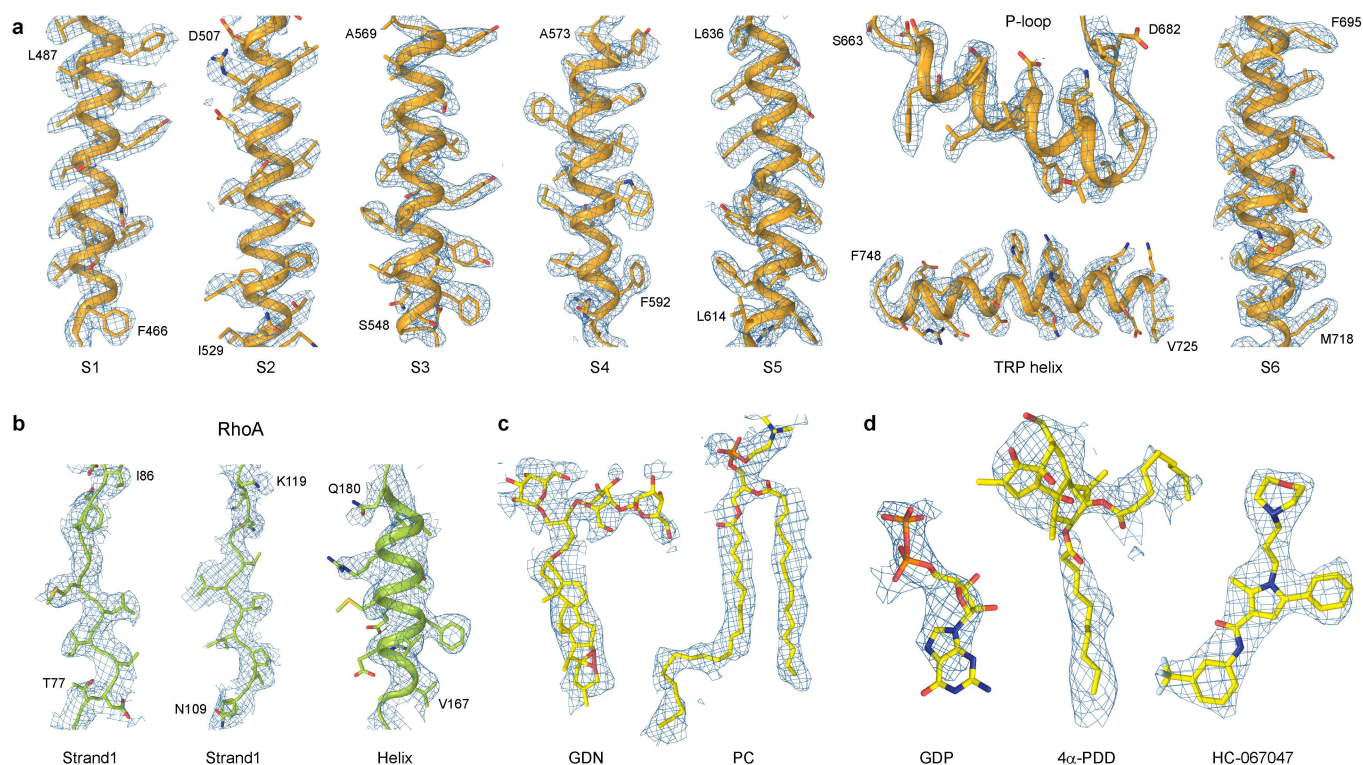 a
L487
F466
S1
D507
I529
S2
A569
S548
S3
A573
F592
S4
L636
L614
S5
P-loop
S663
D682
F748
V725
TRP helix
F695
M718
S6
b
RhoA
I86
T77
Strand1
K119
N109
Strand1
Q180
V167
Helix
c
GDN
PC
d
GDP
4α-PDD
HC-067047